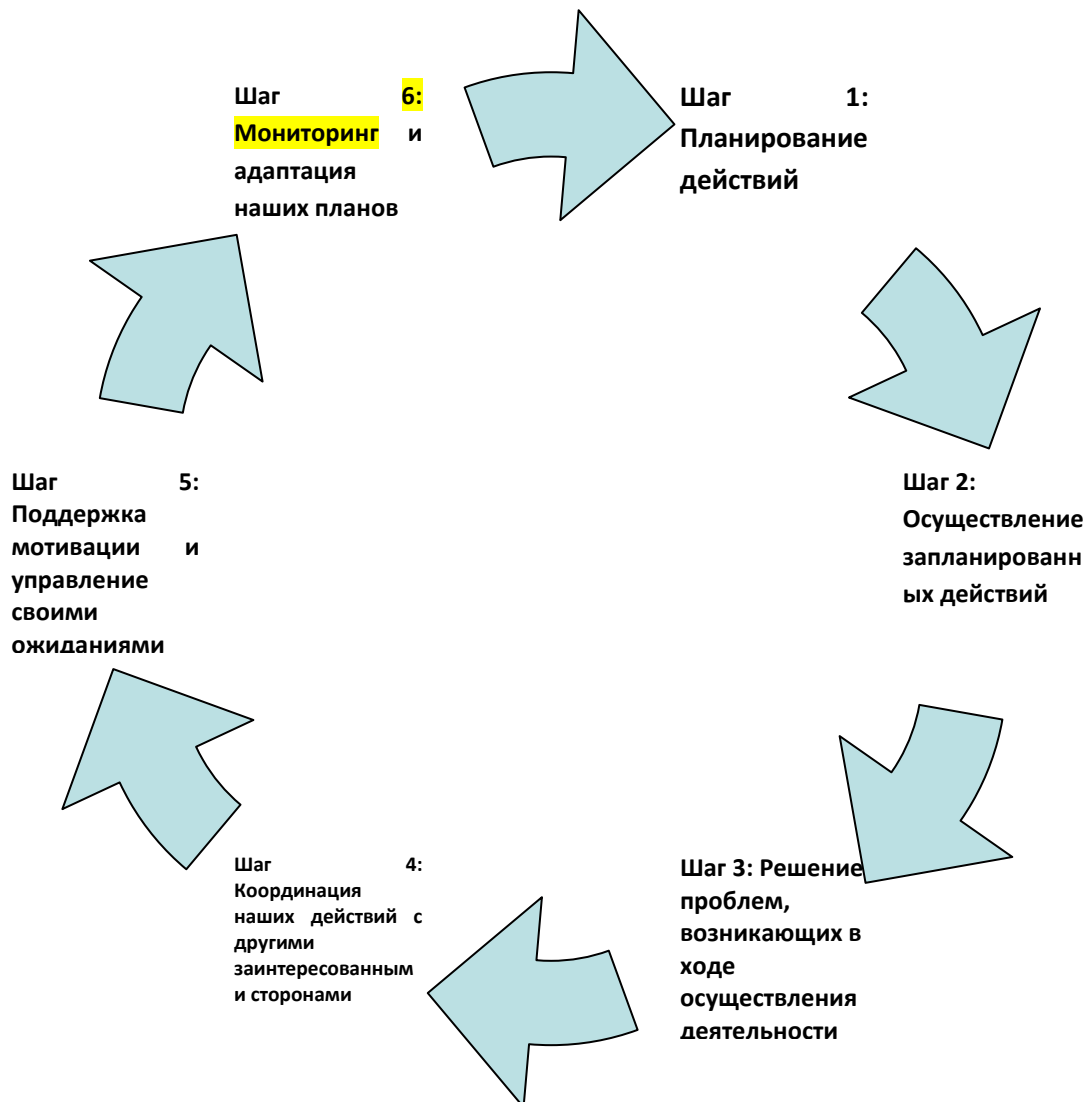 Шаг 6:
Мониторинг и
адаптация
наших планов
Шаг 1:
Планирование
действий
Шаг 2:
Осуществление
запланированн
ых действий
Шаг 3: Решение
проблем,
возникающих в
ходе
осуществления
деятельности
Шаг 4:
Координация
наших действий с
другими
заинтересованным
и сторонами
Шаг 5:
Поддержка
мотивации и
управление
своими
ожиданиями